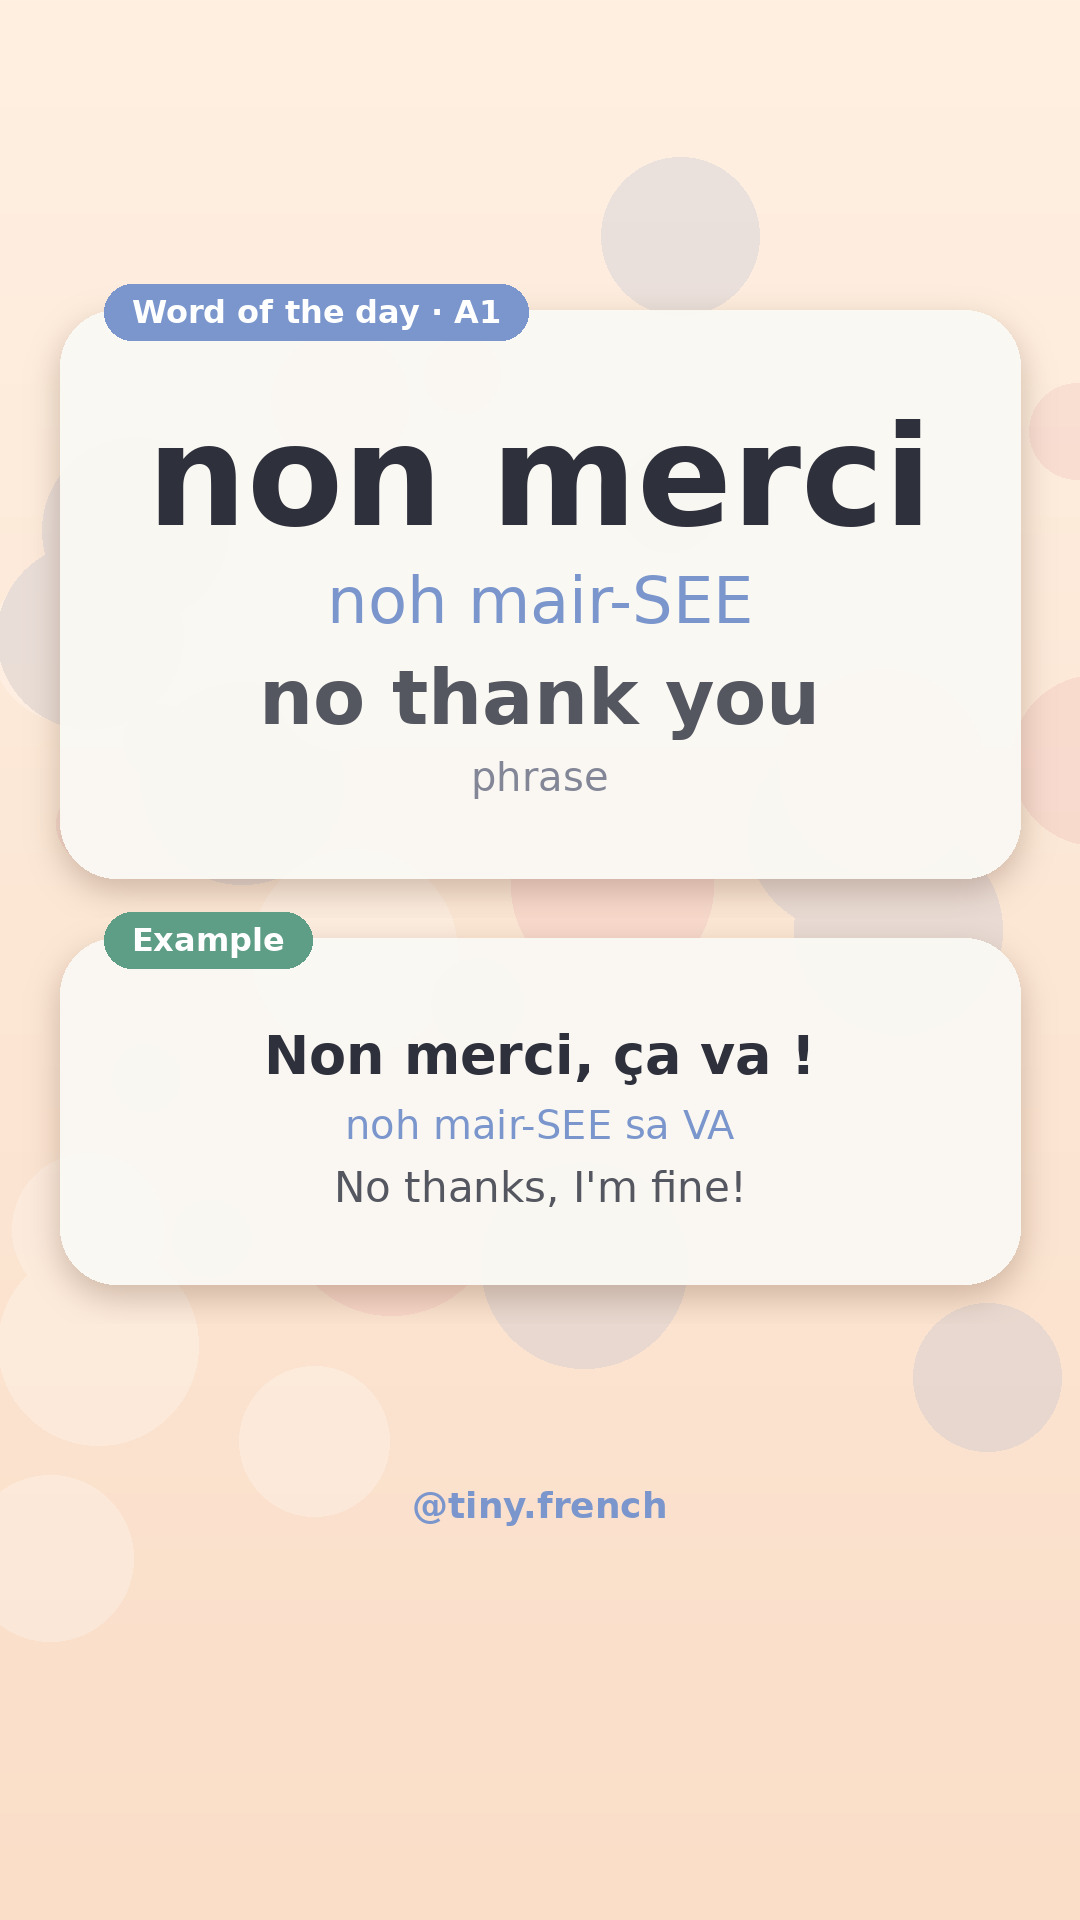 Word of the day · A1
non merci
noh mair-SEE
no thank you
phrase
Example
Non merci, ça va !
noh mair-SEE sa VA
No thanks, I'm fine!
@tiny.french